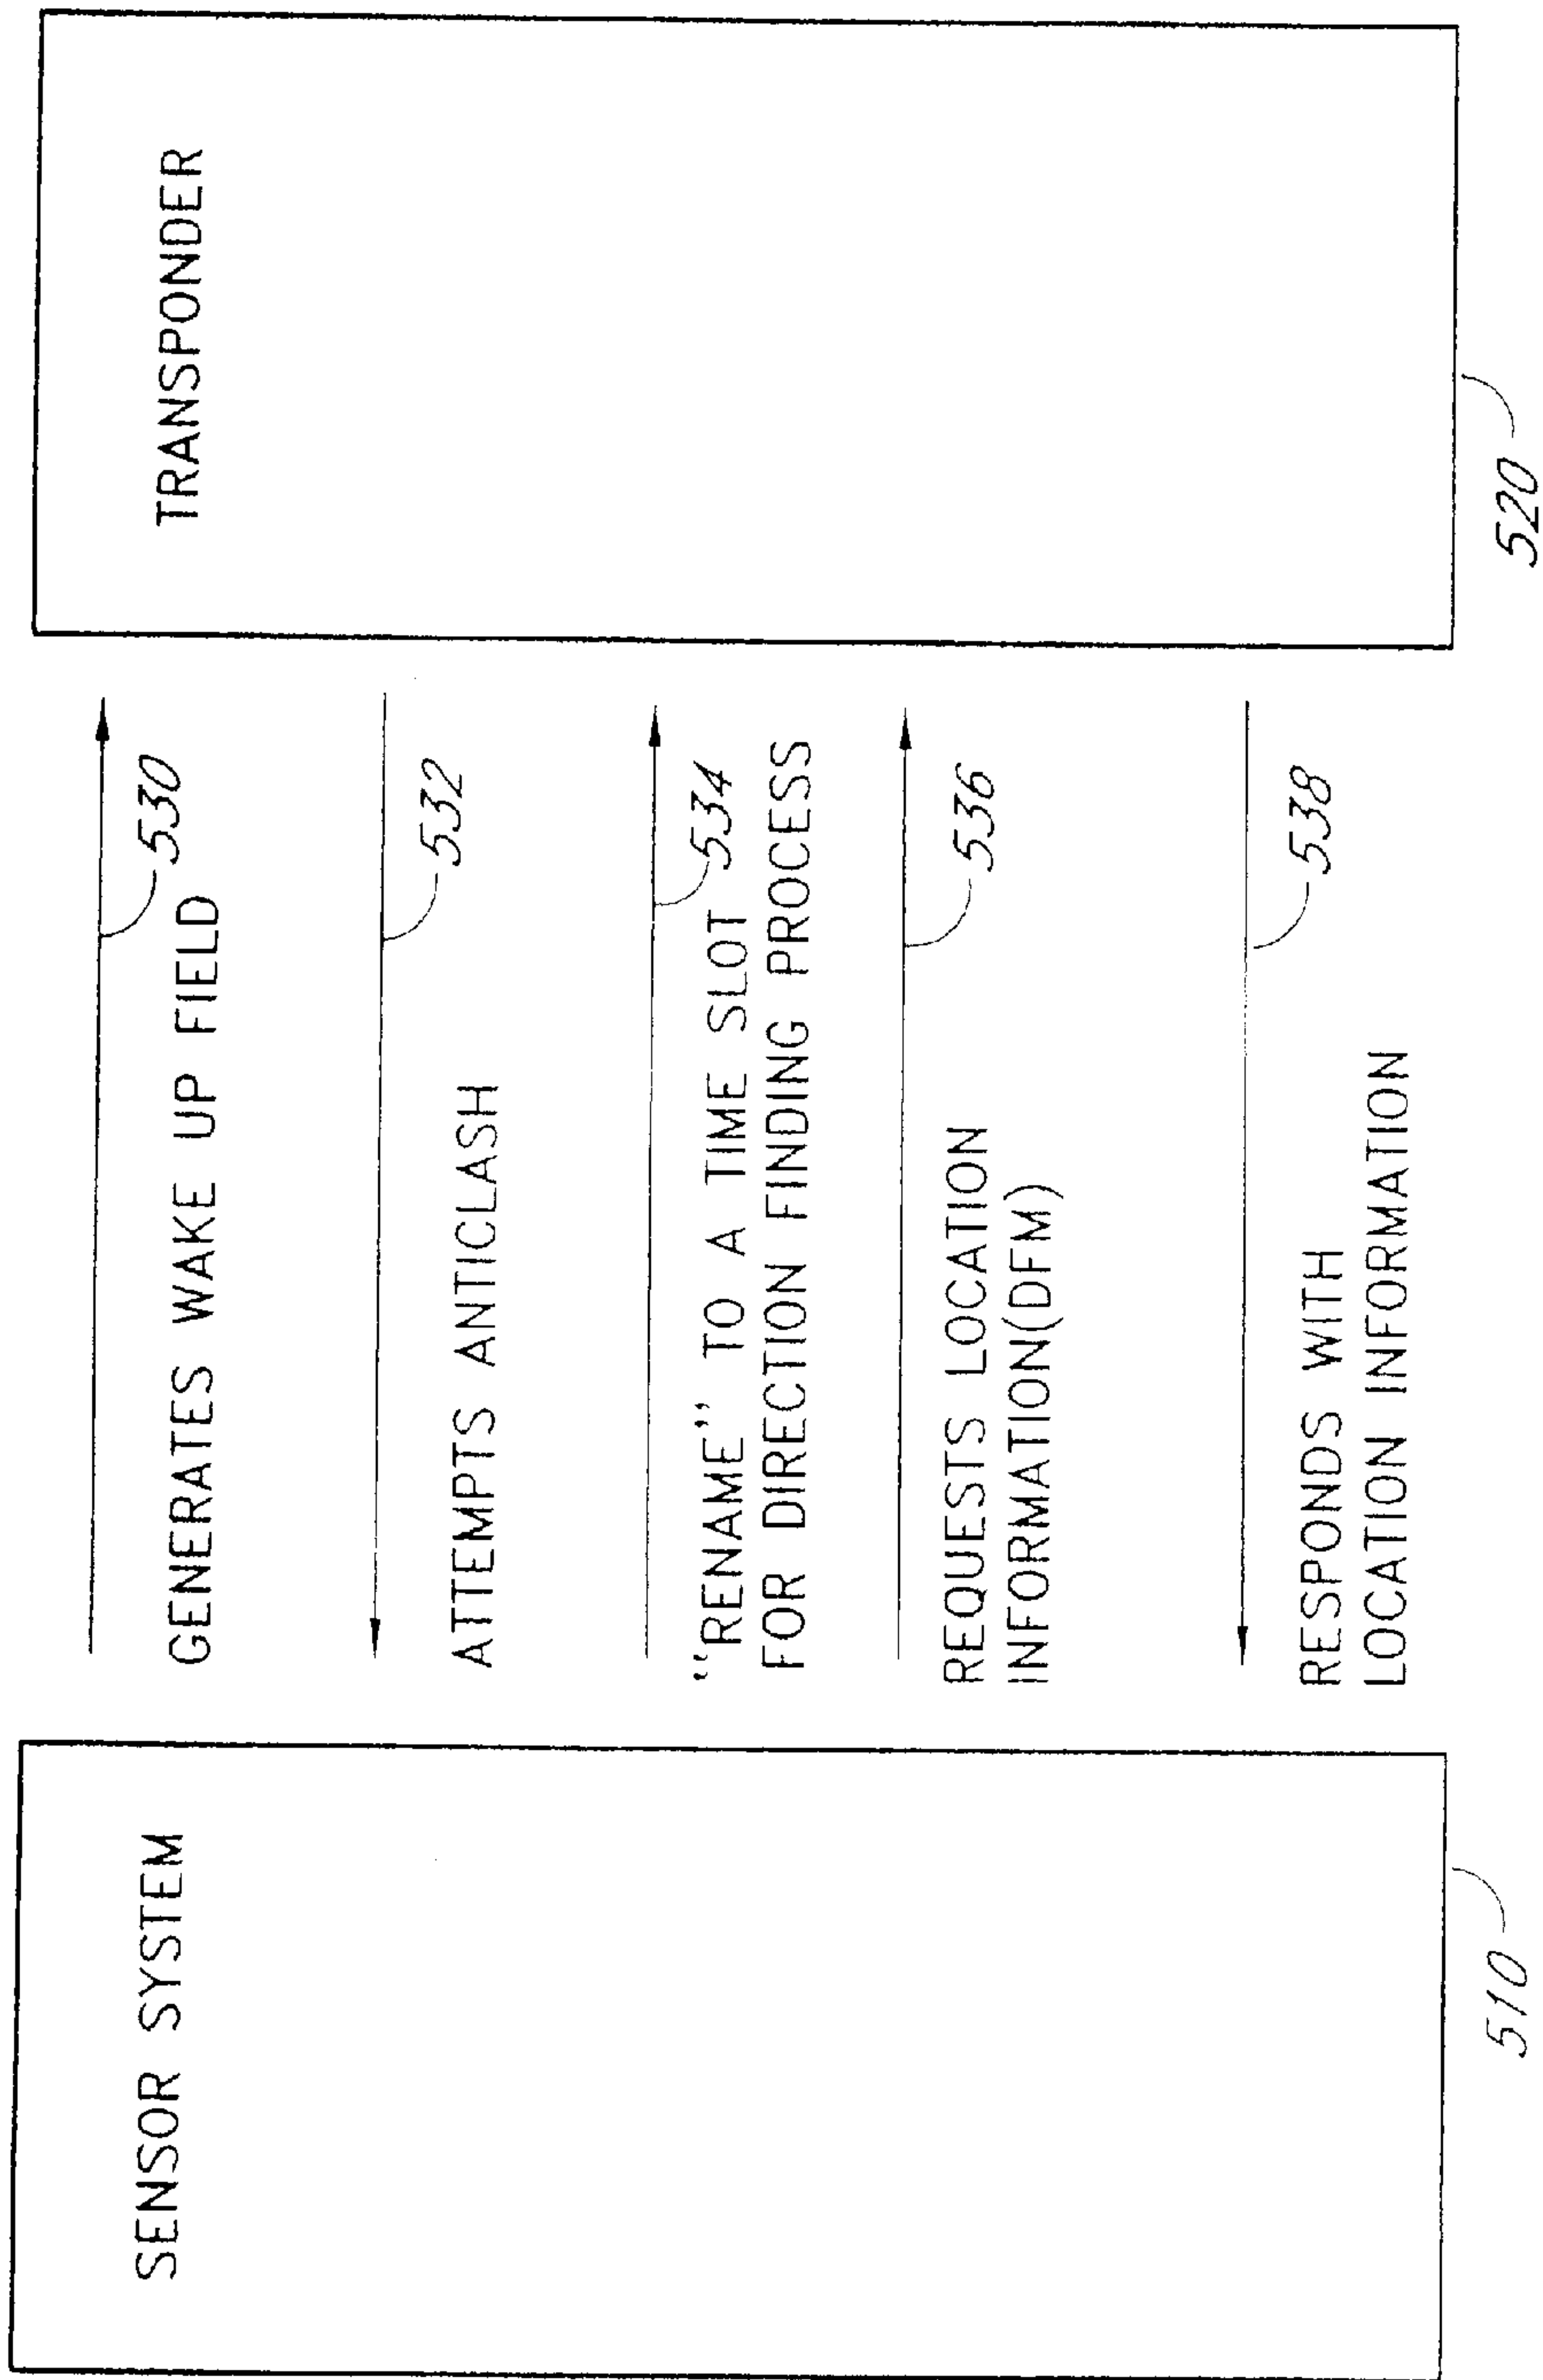 SENSOR SYSTEM
TRANSPONDER
530
GENERATES WAKE UP FIELD
532
ATTEMPTS ANTICLASH
534
"RENAME" TO A TIME SLOT
FOR DIRECTION FINDING PROCESS
536
REQUESTS LOCATION
INFORMATION(DFM)
538
RESPONDS WITH
LOCATION INFORMATION
510
520